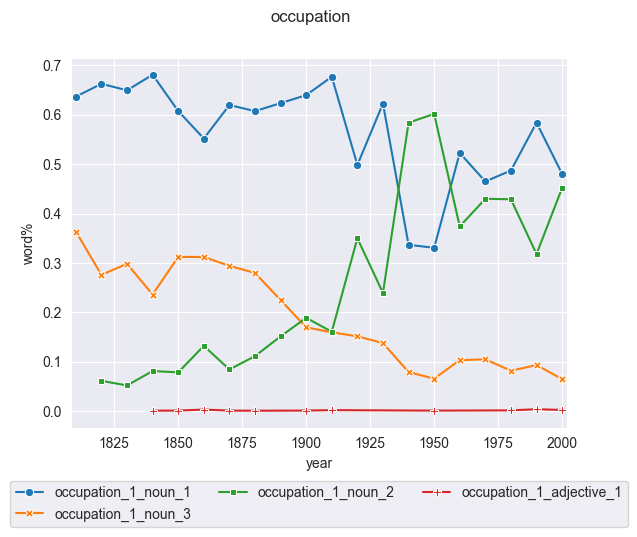 occupation
0.7
0.6
0.5
0.4
0.3
0.2
0.1
0.0
word%
1825 1850 1875 1900 1925 1950 1975 2000
year
occupation_1_noun_1 occupation_1_noun_2 occupation_1_adjective_1
occupation_1_noun_3